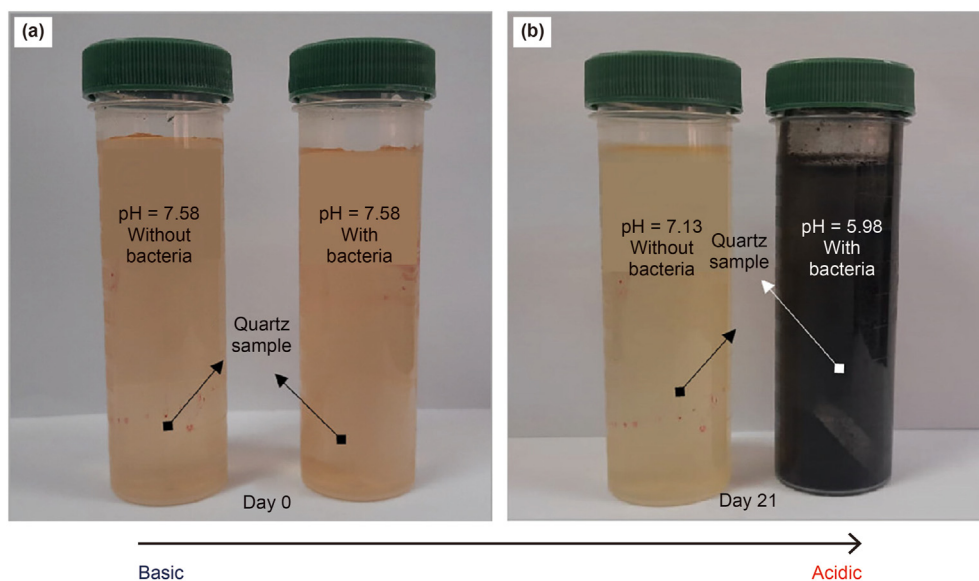 (a)
pH = 7.58
Without
bacteria
pH = 7.58
With
bacteria
Quartz
sample
Day 0
(b)
pH = 7.13
Without
bacteria
Quartz
sample
pH = 5.98
With
bacteria
Day 21
Basic
Acidic